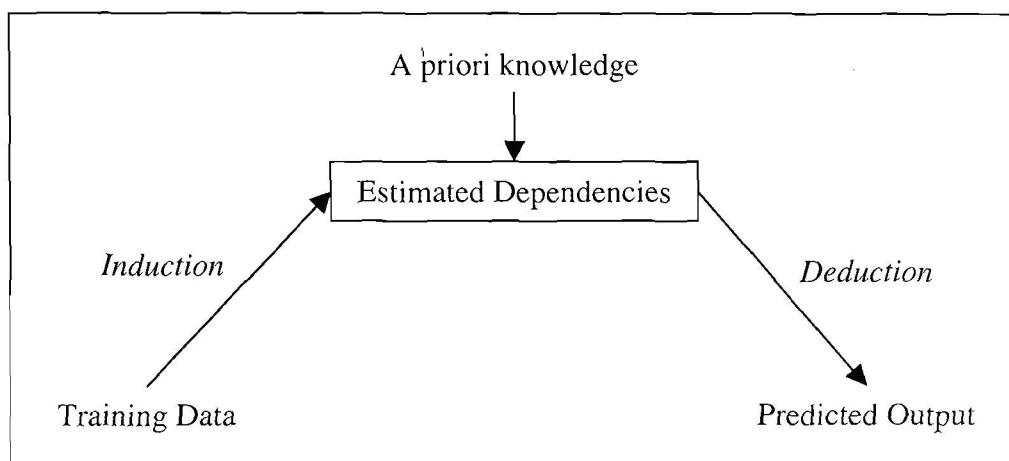 A priori knowledge
Estimated Dependencies
Induction
Deduction
Training Data
Predicted Output